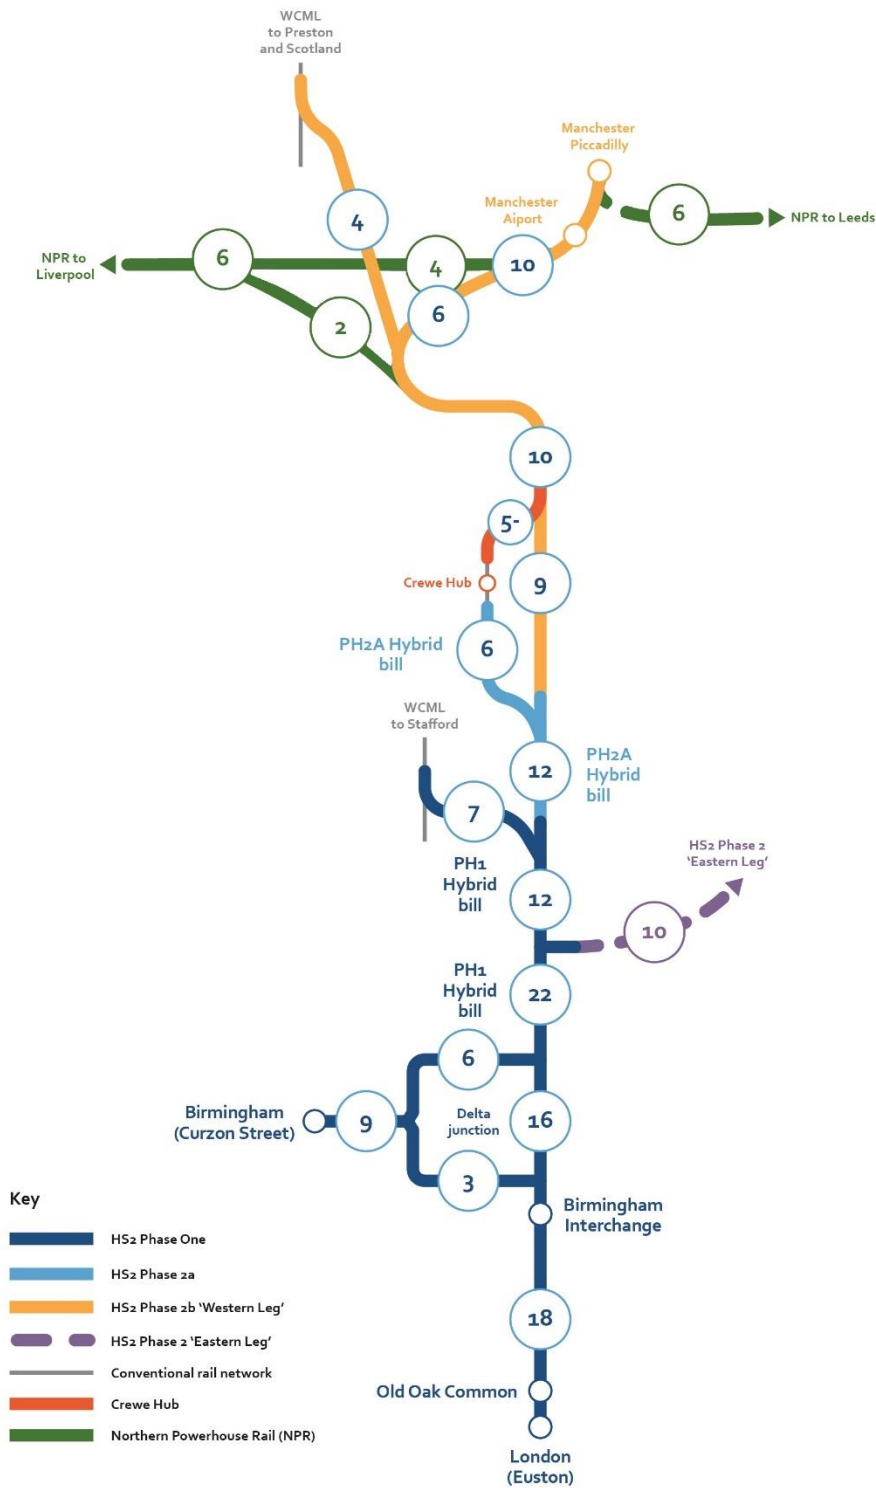 WCML
to Preston
and Scotland
Manchester
Piccadilly
4
Manchester
Aiport
6
NPR to Leeds
NPR to
Liverpool
6
4
10
6
2
10
5-
Crewe Hub
9
PH2A Hybrid
bill
6
WCML
to Stafford
12
PH2A
Hybrid
bill
7
PH1
Hybrid
bill
12
HS2 Phase 2
‘Eastern Leg’
10
PH1
Hybrid
bill
22
6
Birmingham
(Curzon Street)
9
Delta
junction
16
3
Birmingham
Interchange
18
Old Oak Common
London
(Euston)
Key
HS2 Phase One
HS2 Phase 2a
HS2 Phase 2b ‘Western Leg’
HS2 Phase 2 ‘Eastern Leg’
Conventional rail network
Crewe Hub
Northern Powerhouse Rail (NPR)